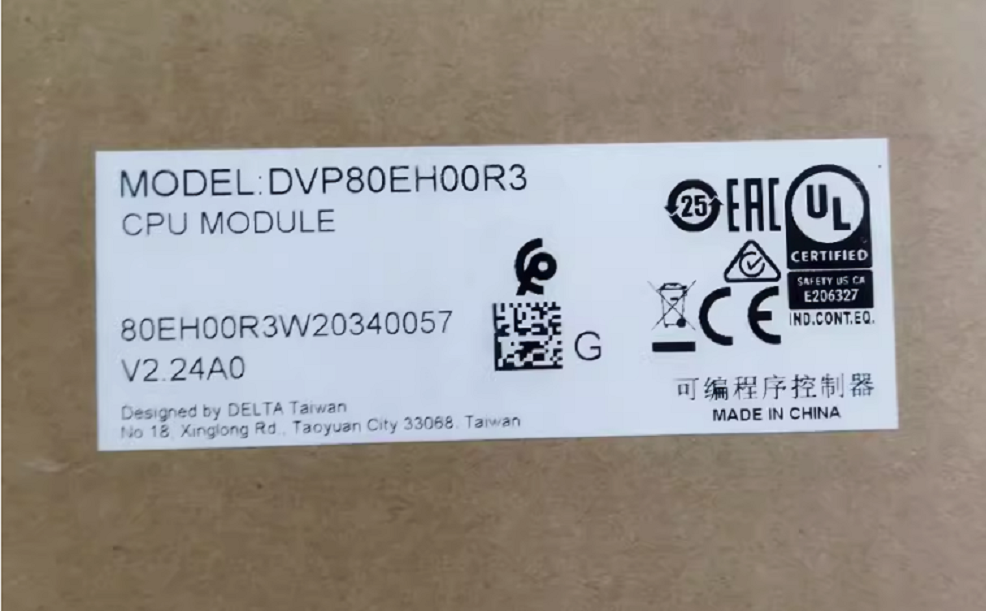 MODEL:DVP80EH00R3
CPU MODULE
25
EAC
UL
CERTIFIED
SAFETY US CA
E206327
IND.CONT.EQ.
CE
80EH00R3W20340057
G
V2.24A0
可编程序控制器
MADE IN CHINA
Designed by DELTA Taiwan
No 18, Xinglong Rd., Taoyuan City 33068, Taiwan